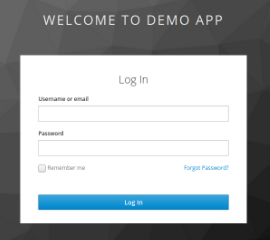 WELCOME TO DEMO APP
Log In
Username or email
Password
Remember me
Forgot Password?
Log In